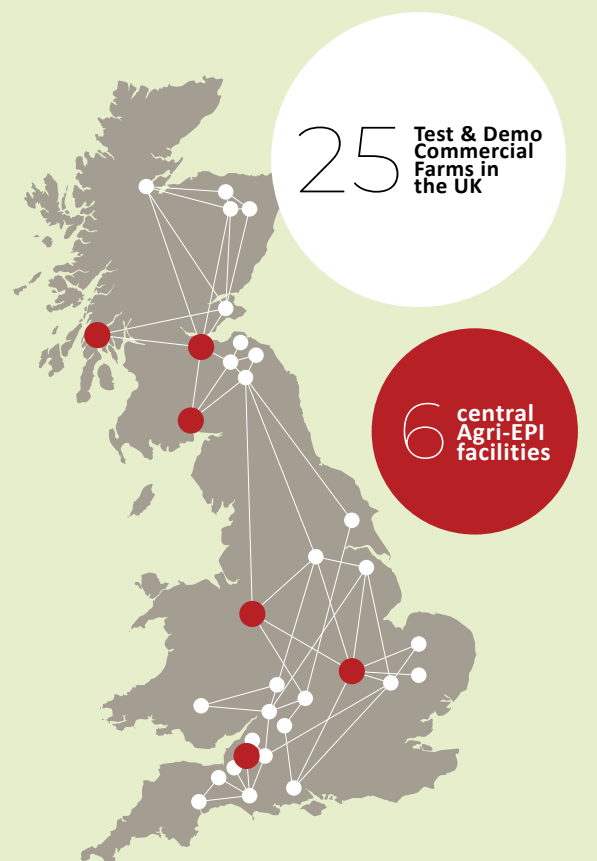 25
Test & Demo
Commercial
Farms in
the UK
6
central
Agri-EPI
facilities